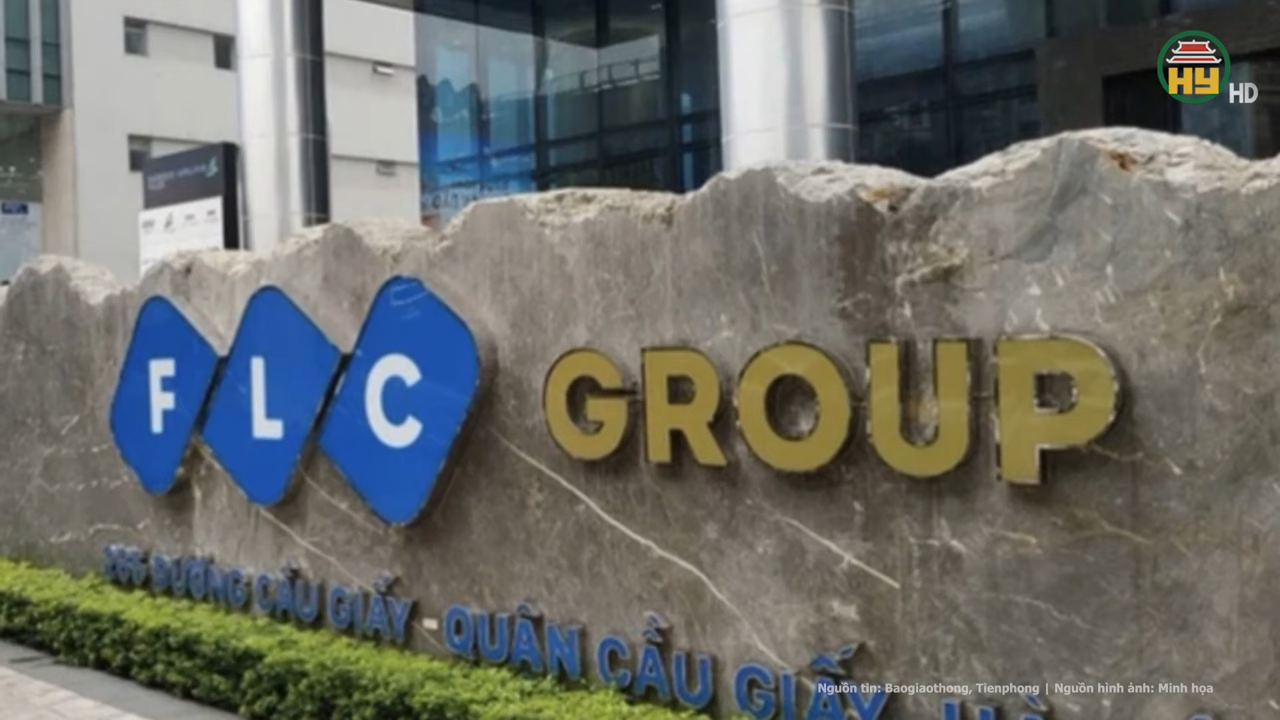 HY HD
FLC GROUP
265 ĐƯỜNG CẦU GIẤY - QUẬN CẦU GIẤY
Nguồn tin: Baogiaothong, Tienphong | Nguồn hình ảnh: Minh họa